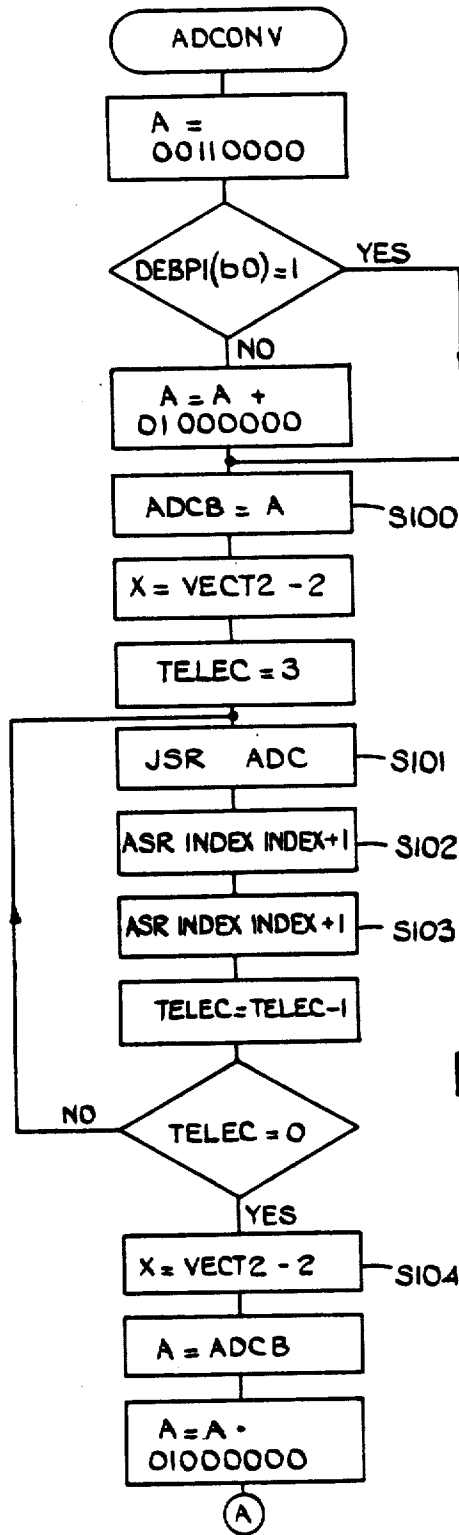 ADCONV
A =
00110000
DEBP1(b0)=1
YES
NO
A = A +
01000000
ADCB = A
S100
X = VECT2 - 2
TELEC = 3
JSR ADC
S101
ASR INDEX INDEX+1
S102
ASR INDEX INDEX+1
S103
TELEC=TELEC-1
NO
TELEC = 0
YES
X = VECT2 - 2
S104
A = ADCB
A = A ·
01000000
A